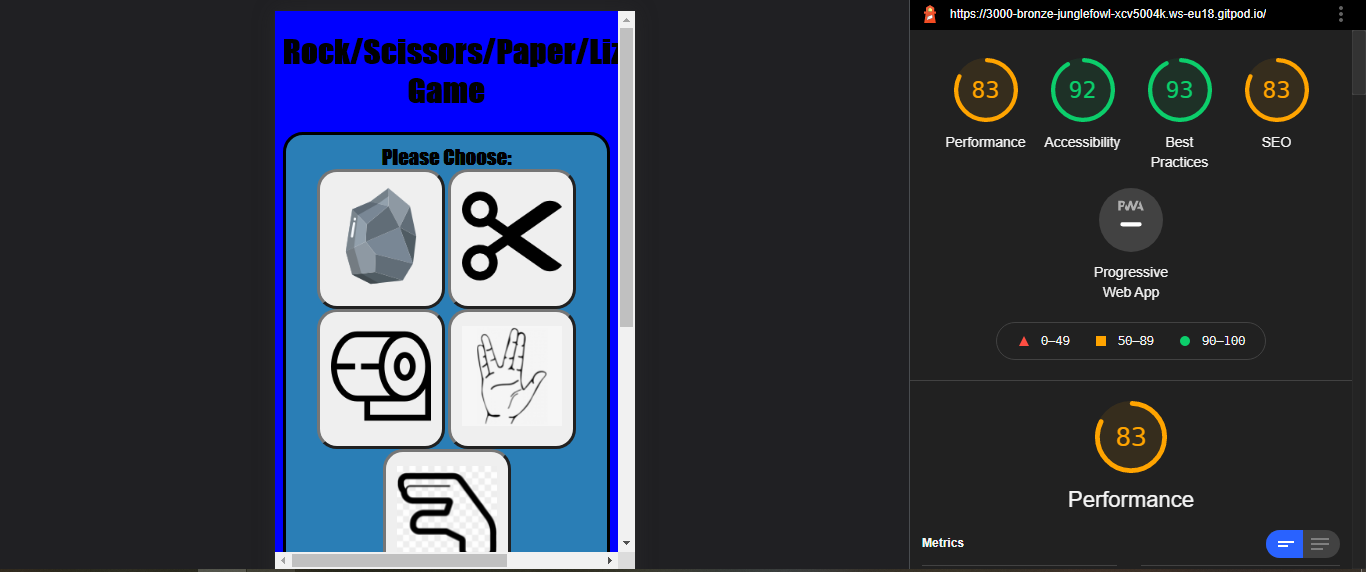 Rock/Scissors/Paper/Liz
Game
Please Choose:
https://3000-bronze-junglefowl-xcv5004k.ws-eu18.gitpod.io/
83
92
93
83
Performance
Accessibility
Best
Practices
SEO
PWA
Progressive
Web App
0–49
50–89
90–100
83
Performance
Metrics